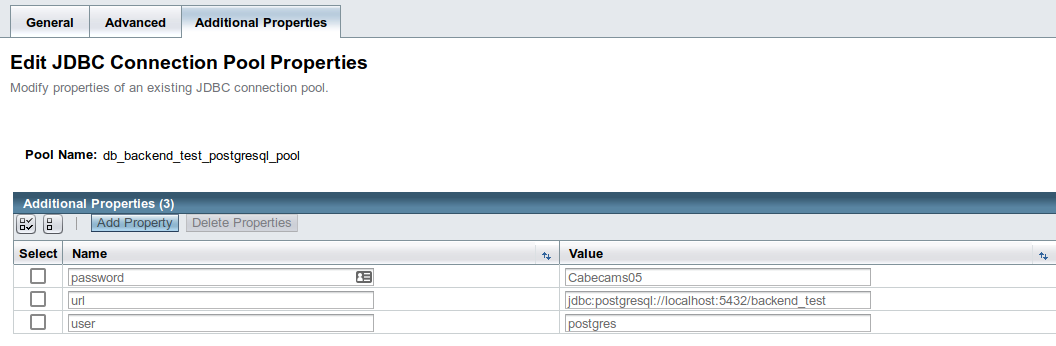 General Advanced Additional Properties
Edit JDBC Connection Pool Properties
Modify properties of an existing JDBC connection pool.
Pool Name: db_backend_test_postgresql_pool
Additional Properties (3)
Add Property Delete Properties
Select Name Value
password Cabecams05
url jdbc:postgresql://localhost:5432/backend_test
user postgres